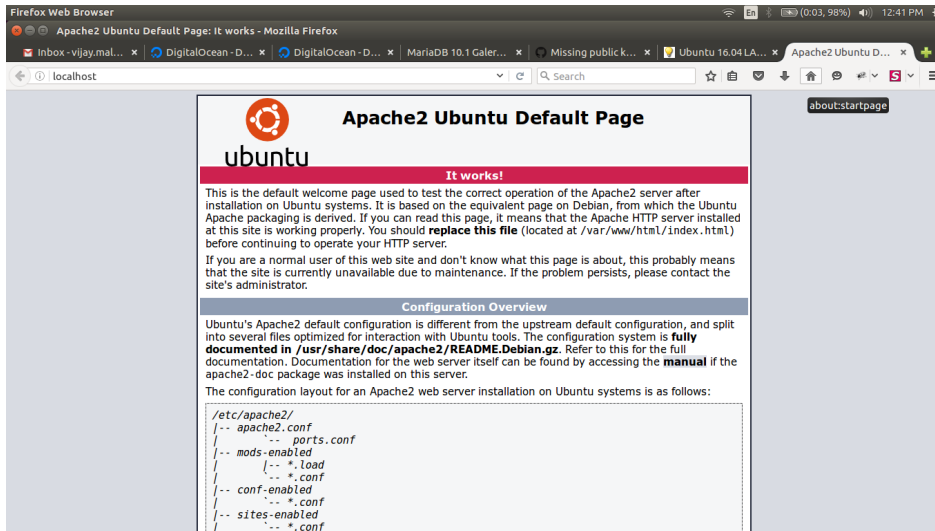 Firefox Web Browser
En
(0:03, 98%)
12:41 PM
Apache2 Ubuntu Default Page: It works - Mozilla Firefox
Inbox - vijay.mal... ×
DigitalOcean - D... ×
DigitalOcean - D... ×
MariaDB 10.1 Galer... ×
Missing public k... ×
Ubuntu 16.04 LA... ×
Apache2 Ubuntu D... ×
localhost
Search
S
about:startpage
ubuntu
Apache2 Ubuntu Default Page
It works!
This is the default welcome page used to test the correct operation of the Apache2 server after
installation on Ubuntu systems. It is based on the equivalent page on Debian, from which the Ubuntu
Apache packaging is derived. If you can read this page, it means that the Apache HTTP server installed
at this site is working properly. You should replace this file (located at /var/www/html/index.html)
before continuing to operate your HTTP server.
If you are a normal user of this web site and don't know what this page is about, this probably means
that the site is currently unavailable due to maintenance. If the problem persists, please contact the
site's administrator.
Configuration Overview
Ubuntu's Apache2 default configuration is different from the upstream default configuration, and split
into several files optimized for interaction with Ubuntu tools. The configuration system is fully
documented in /usr/share/doc/apache2/README.Debian.gz. Refer to this for the full
documentation. Documentation for the web server itself can be found by accessing the manual if the
apache2-doc package was installed on this server.
The configuration layout for an Apache2 web server installation on Ubuntu systems is as follows:
/etc/apache2/
|-- apache2.conf
|       `--  ports.conf
|-- mods-enabled
|       |-- *.load
|       `-- *.conf
|-- conf-enabled
|       `-- *.conf
|-- sites-enabled
|       `-- *.conf